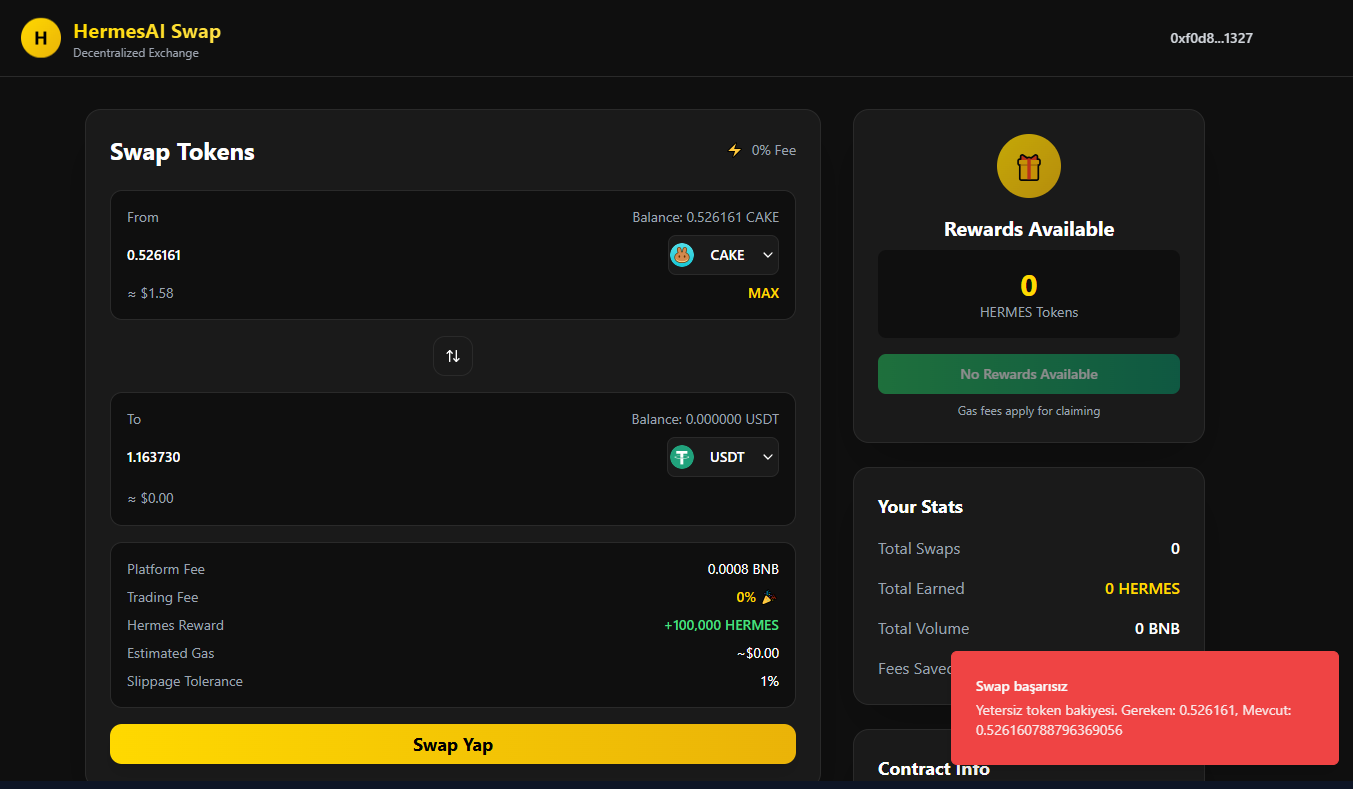 H
HermesAI Swap
Decentralized Exchange
0xf0d8...1327
Swap Tokens
0% Fee
From
Balance: 0.526161 CAKE
0.526161
CAKE
≈ $1.58
MAX
To
Balance: 0.000000 USDT
1.163730
USDT
≈ $0.00
Platform Fee
0.0008 BNB
Trading Fee
0%
Hermes Reward
+100,000 HERMES
Estimated Gas
~$0.00
Slippage Tolerance
1%
Swap Yap
Rewards Available
0
HERMES Tokens
No Rewards Available
Gas fees apply for claiming
Your Stats
Total Swaps
0
Total Earned
0 HERMES
Total Volume
0 BNB
Fees Saved
Swap başarısız
Yetersiz token bakiyesi. Gereken: 0.526161, Mevcut:
0.526160788796369056
Contract Info